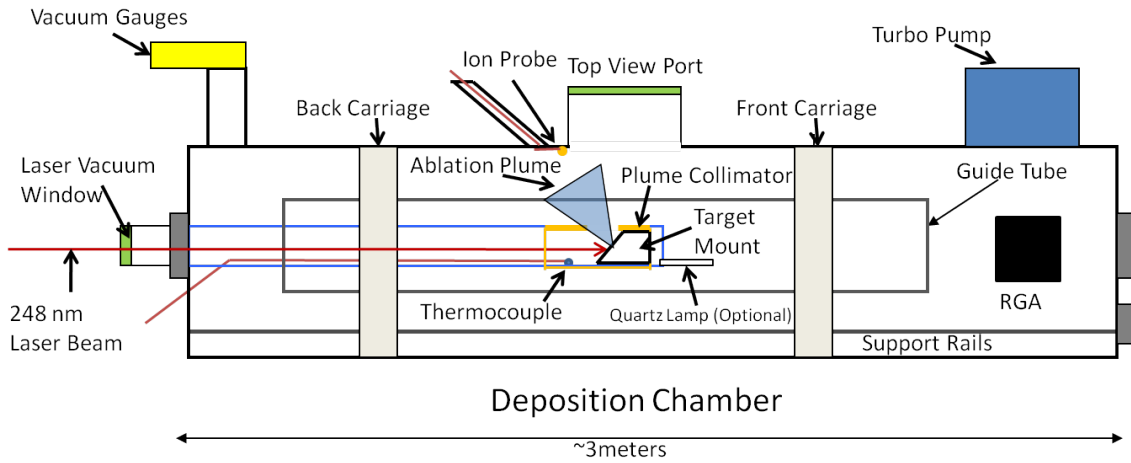 Vacuum Gauges
Ion Probe
Top View Port
Turbo Pump
Back Carriage
Front Carriage
Laser Vacuum
Window
Ablation Plume
Plume Collimator
Guide Tube
Target
Mount
248 nm
Laser Beam
Thermocouple
Quartz Lamp (Optional)
RGA
Support Rails
Deposition Chamber
~3meters